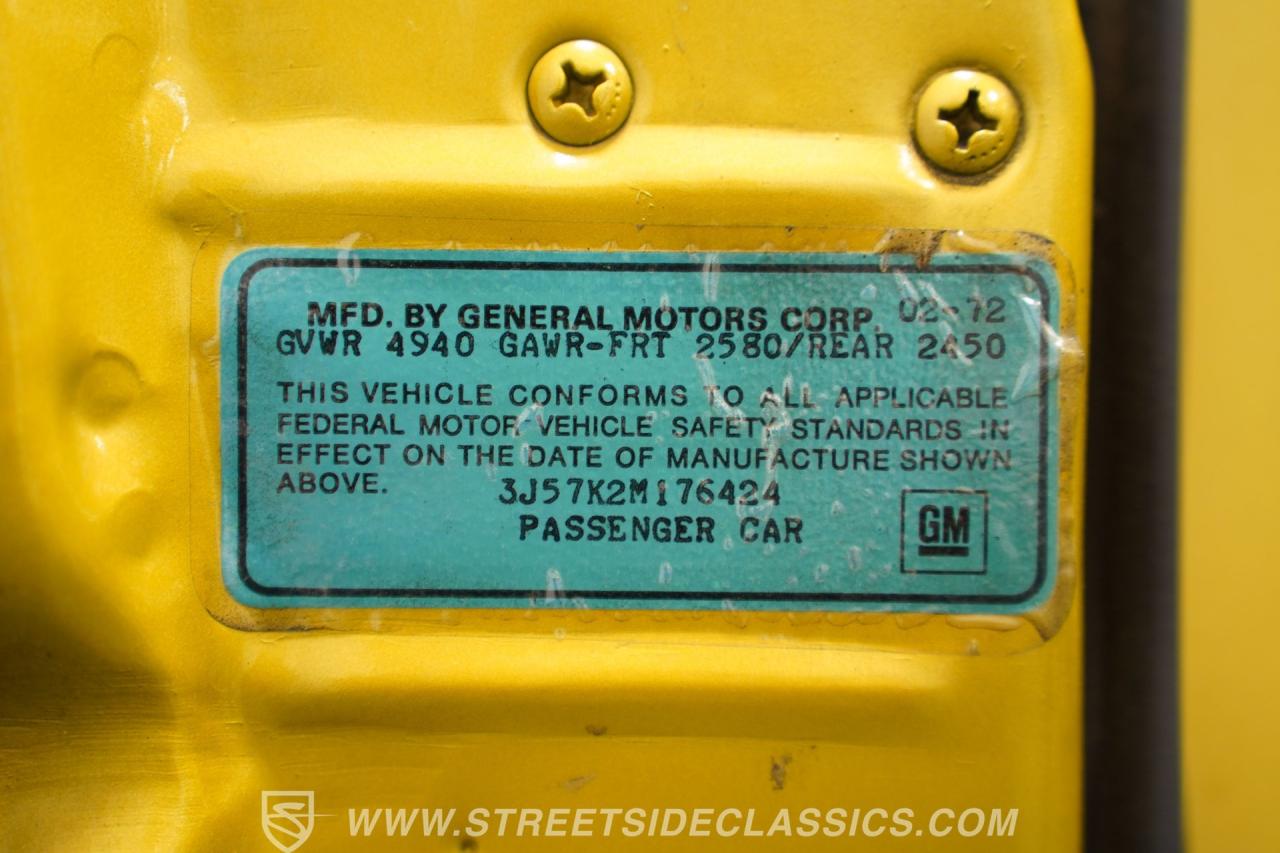 MFD. BY GENERAL MOTORS CORP. 02-72
GVWR 4940 GAWR-FRT 2580/REAR 2450
THIS VEHICLE CONFORMS TO ALL APPLICABLE
FEDERAL MOTOR VEHICLE SAFETY STANDARDS IN
EFFECT ON THE DATE OF MANUFACTURE SHOWN
ABOVE. 3J57K2M176424
PASSENGER CAR
GM
WWW.STREETSIDECLASSICS.COM